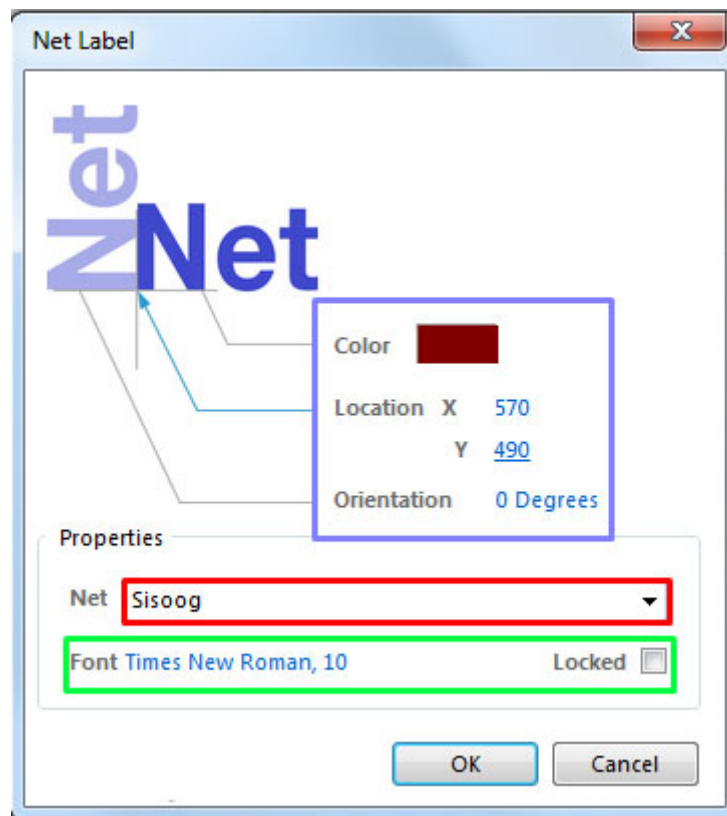 Net Label
Net
Net
Color
Location X 570
Y 490
Orientation 0 Degrees
Properties
Net Sisoog
Font Times New Roman, 10 Locked
OK Cancel